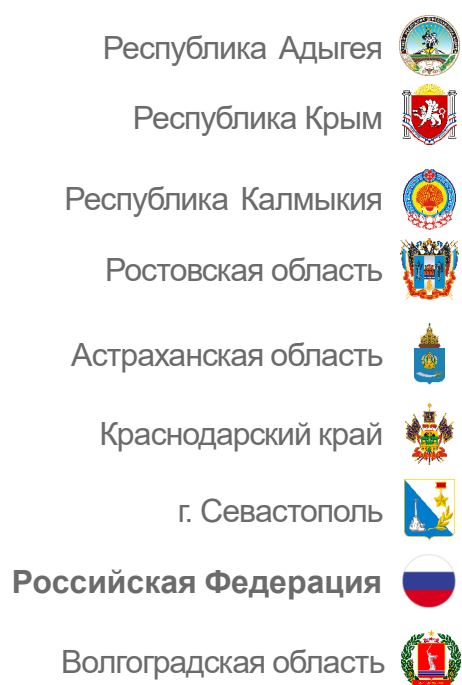 Республика Адыгея
Республика Крым
Республика Калмыкия
Ростовская область
Астраханская область
Краснодарский край
г. Севастополь
Российская Федерация
Волгоградская область